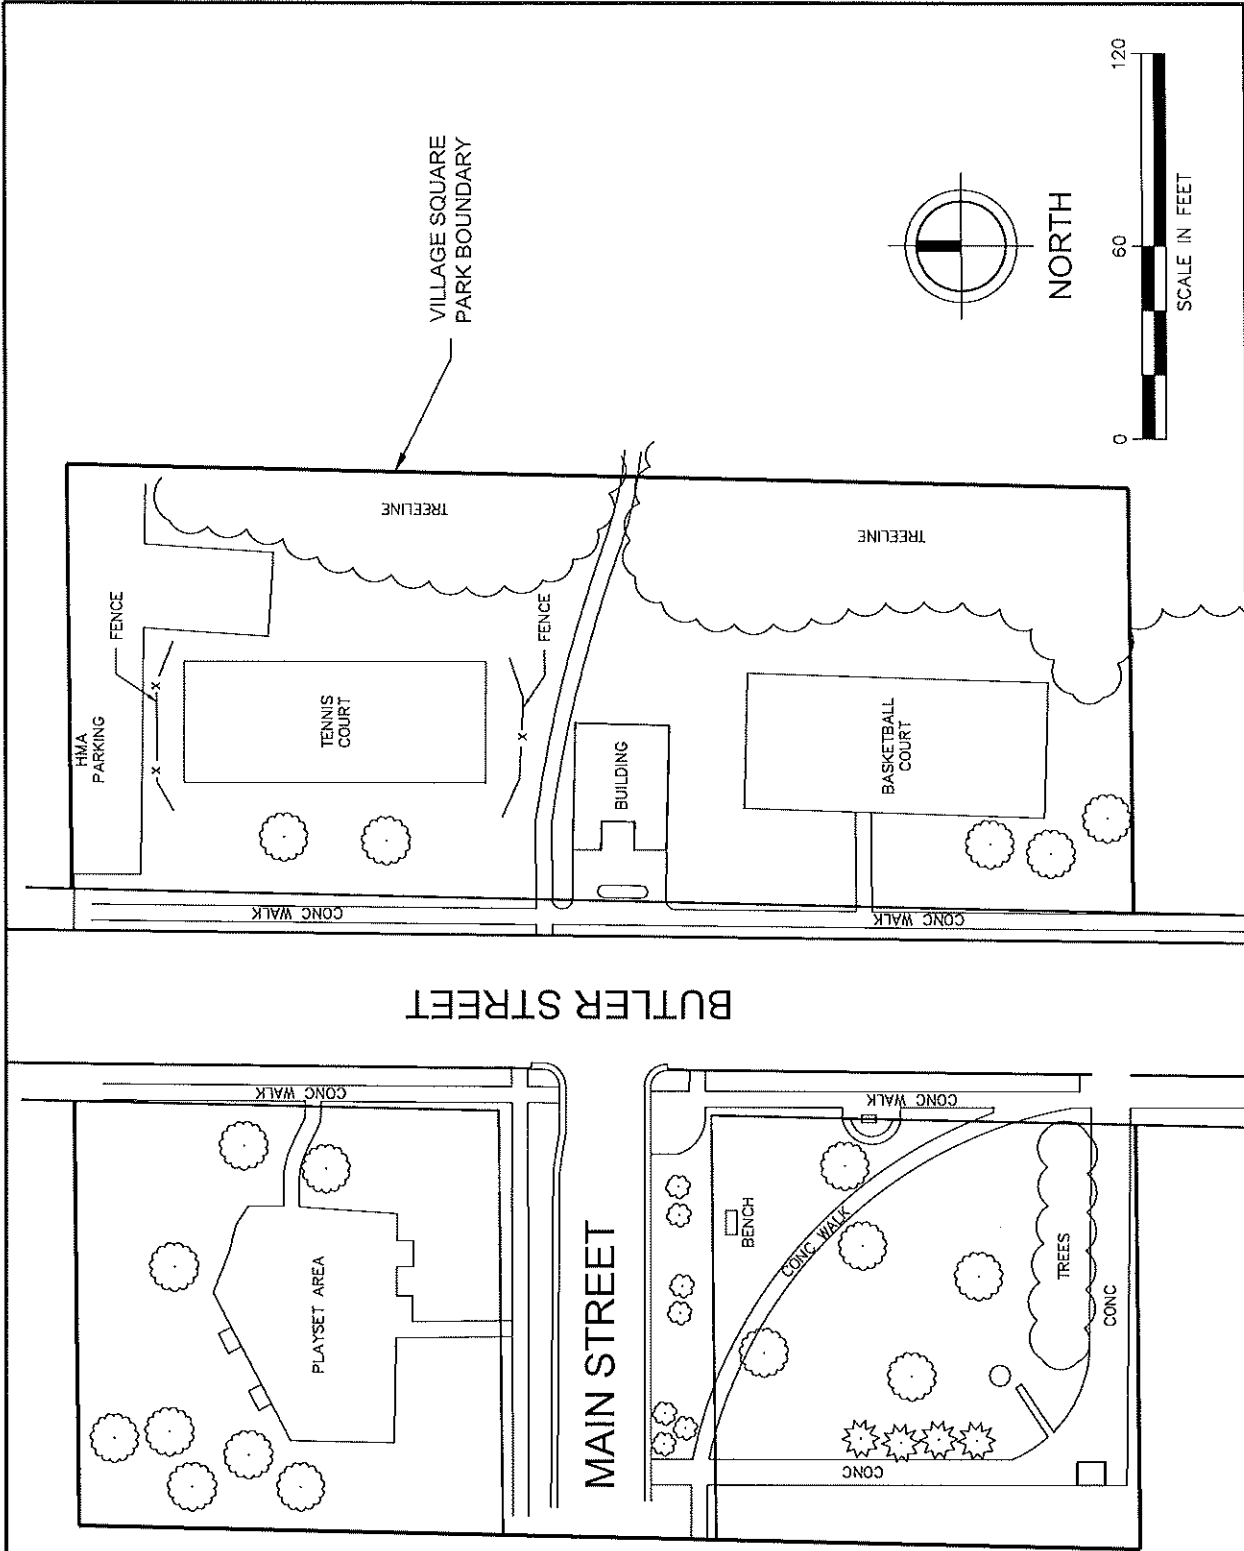 VILLAGE SQUARE
PARK BOUNDARY
HMA
PARKING
FENCE
TREELINE
TENNIS
COURT
FENCE
BUILDING
TREELINE
BASKETBALL
COURT
X
X
X
CONC WALK
CONC WALK
NORTH
0
60
120
SCALE IN FEET
BUTLER STREET
CONC WALK
CONC WALK
PLAYSET AREA
MAIN STREET
BENCH
CONC WALK
TREES
CONC
CONC